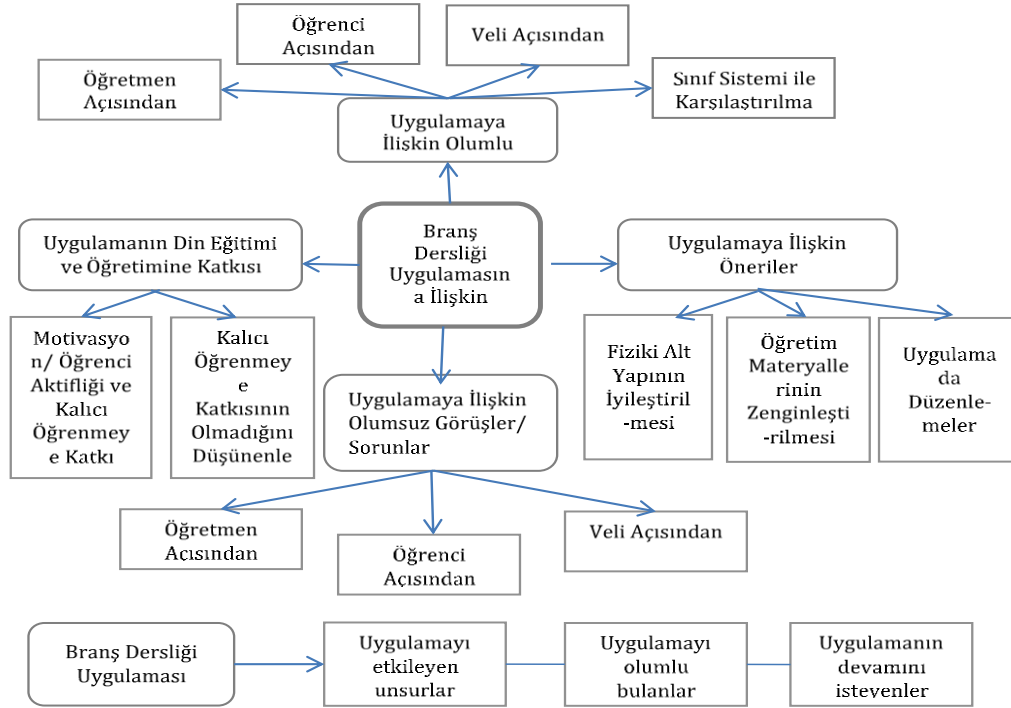 Öğrenci
Açısından
Veli Açısından
Öğretmen
Açısından
Sınıf Sistemi ile
Karşılaştırılma
Uygulamaya
İlişkin Olumlu
Branş
Dersliği
Uygulamasın
a İlişkin
Uygulamanın Din Eğitimi
ve Öğretimine Katkısı
Uygulamaya İlişkin
Öneriler
Motivasyo
n/ Öğrenci
Aktifliği ve
Kalıcı
Öğrenmey
e Katkı
Kalıcı
Öğrenmey
e
Katkısının
Olmadığını
Düşünenle
Fiziki Alt
Yapının
İyileştiril
-mesi
Öğretim
Materyalle
rinin
Zenginleşti
-rilmesi
Uygulama
da
Düzenle-
meler
Uygulamaya İlişkin
Olumsuz Görüşler/
Sorunlar
Öğretmen
Açısından
Öğrenci
Açısından
Veli Açısından
Branş Dersliği
Uygulaması
Uygulamayı
etkileyen
unsurlar
Uygulamayı
olumlu
bulanlar
Uygulamanın
devamını
isteyenler